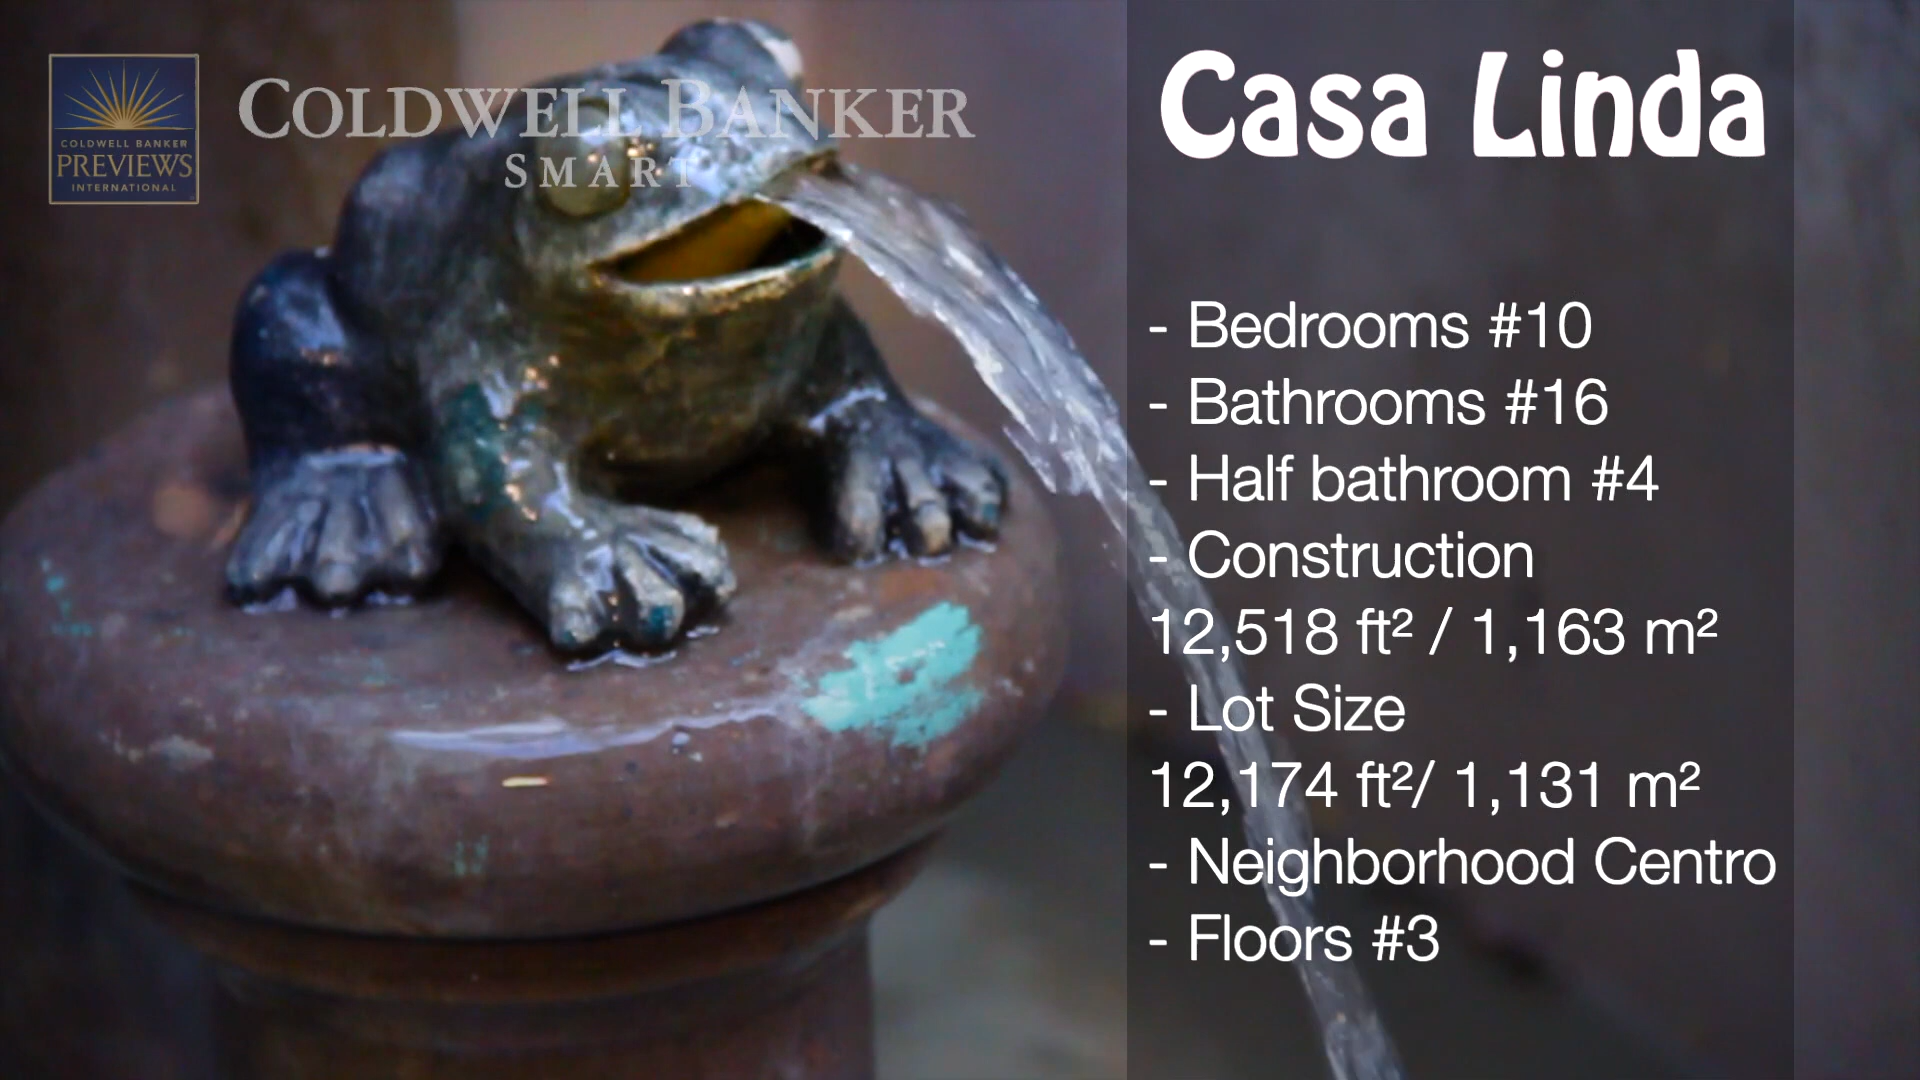 COLDWELL BANKER
PREVIEWS
INTERNATIONAL
COLDWELL BANKER
SMART
Casa Linda
- Bedrooms #10
- Bathrooms #16
- Half bathroom #4
- Construction
12,518 ft² / 1,163 m²
- Lot Size
12,174 ft²/ 1,131 m²
- Neighborhood Centro
- Floors #3